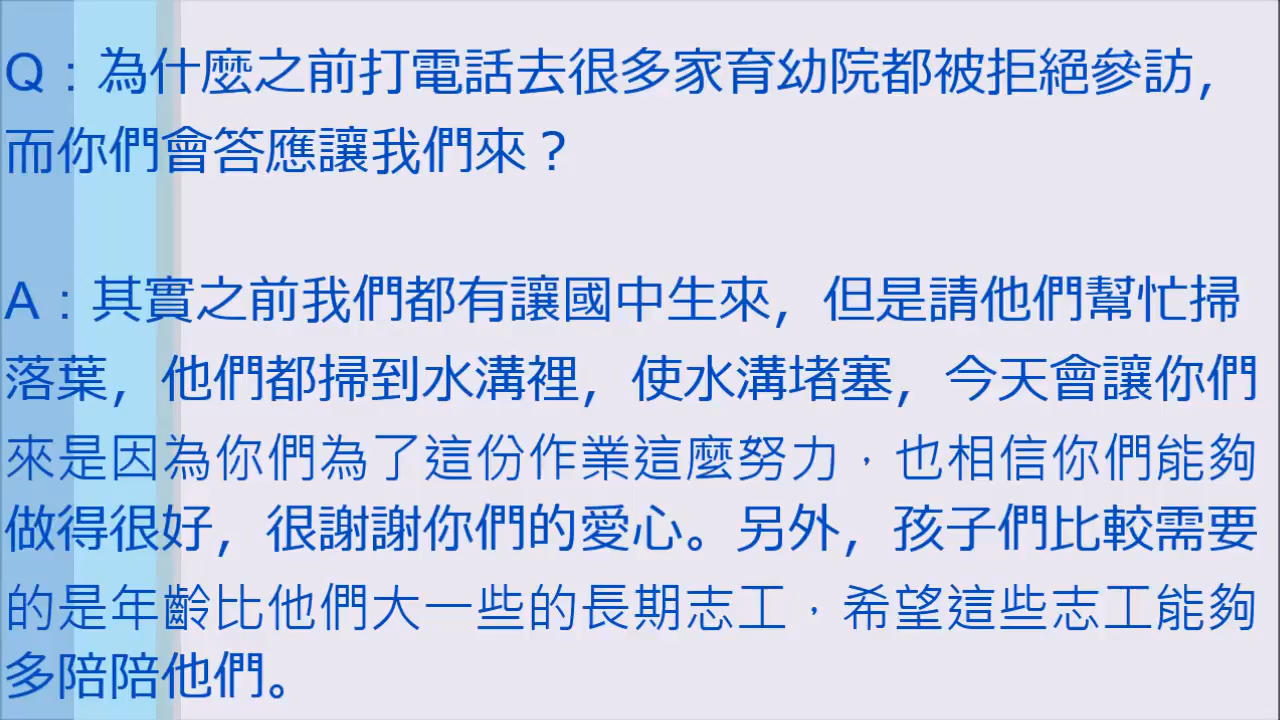 Q：為什麼之前打電話去很多家育幼院都被拒絕參訪，
而你們會答應讓我們來？
A：其實之前我們都有讓國中生來，但是請他們幫忙掃
落葉，他們都掃到水溝裡，使水溝堵塞，今天會讓你們
來是因為你們為了這份作業這麼努力，也相信你們能夠
做得很好，很謝謝你們的愛心。另外，孩子們比較需要
的是年齡比他們大一些的長期志工，希望這些志工能夠
多陪陪他們。